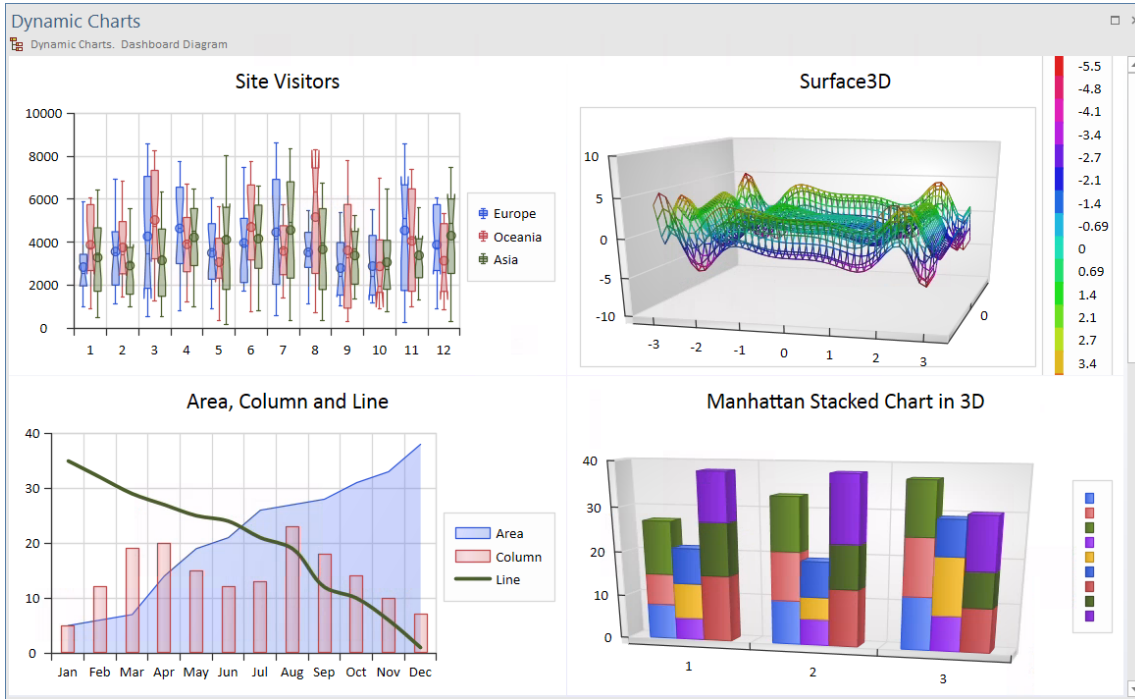 Dynamic Charts
Dynamic Charts. Dashboard Diagram
Site Visitors
10000
8000
6000
4000
2000
0
1 2 3 4 5 6 7 8 9 10 11 12
Europe
Oceania
Asia
Surface3D
10
5
0
-5
-10
-3 -2 -1 0 1 2 3
0
-5.5
-4.8
-4.1
-3.4
-2.7
-2.1
-1.4
-0.69
0
0.69
1.4
2.1
2.7
3.4
Area, Column and Line
40
30
20
10
0
Jan Feb Mar Apr May Jun Jul Aug Sep Oct Nov Dec
Area
Column
Line
Manhattan Stacked Chart in 3D
40
30
20
10
0
1 2 3